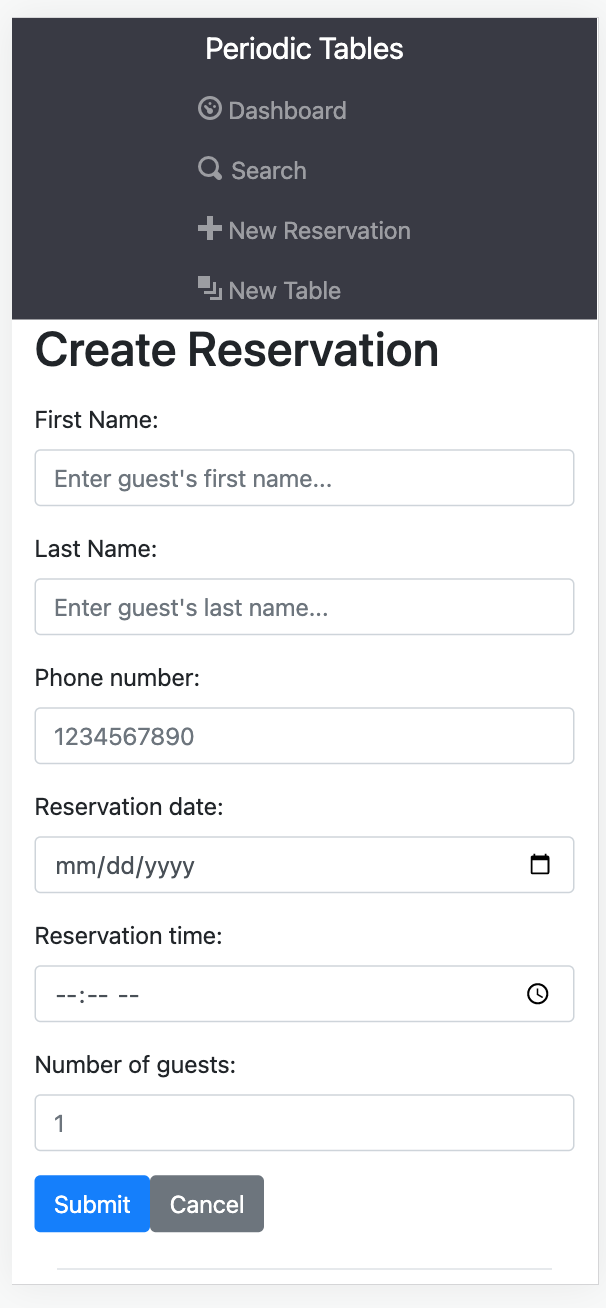 Periodic Tables
Dashboard
Search
New Reservation
New Table
Create Reservation
First Name:
Enter guest's first name...
Last Name:
Enter guest's last name...
Phone number:
1234567890
Reservation date:
mm/dd/yyyy
Reservation time:
--:-- --
Number of guests:
1
Submit Cancel